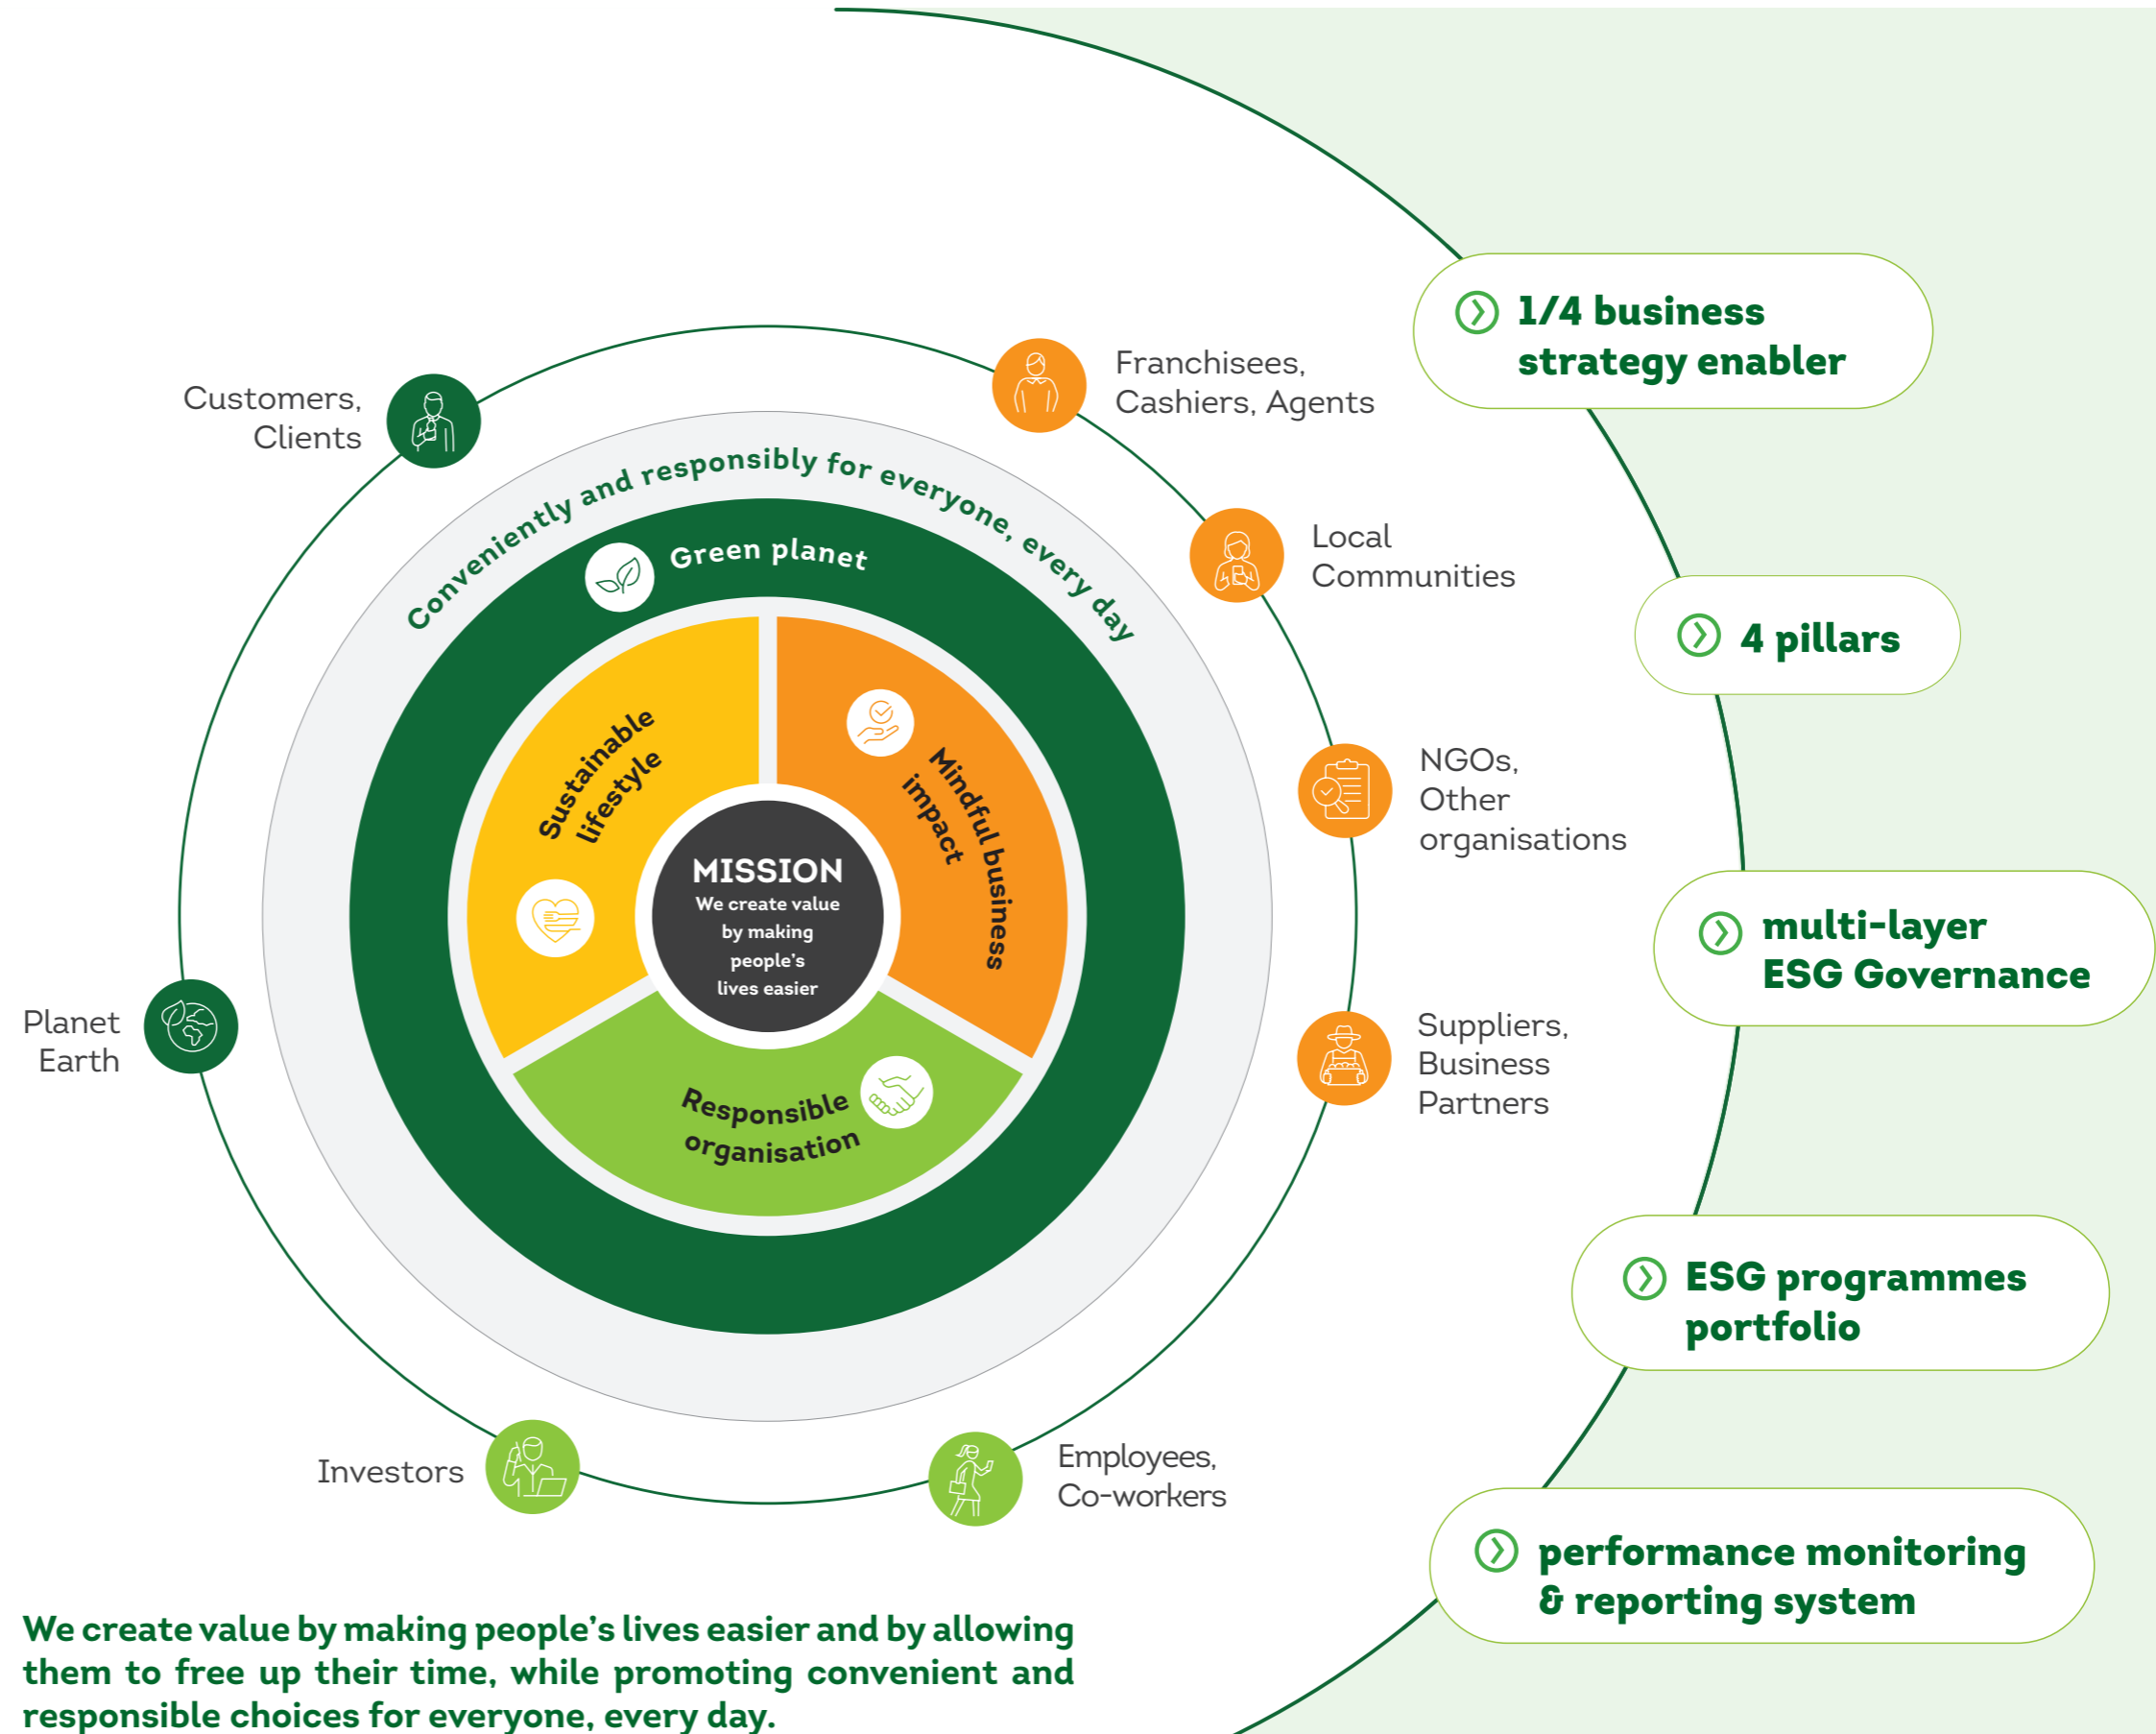 Customers,
Clients
Franchisees,
Cashiers, Agents
Local
Communities
NGOs,
Other
organisations
Suppliers,
Business
Partners
Employees,
Co-workers
Investors
Planet
Earth
Conveniently and responsibly for everyone, every day
Green planet
Sustainable
lifestyle
Mindful business
impact
Responsible
organisation
MISSION
We create value
by making
people’s
lives easier
1/4 business
strategy enabler
4 pillars
multi-layer
ESG Governance
ESG programmes
portfolio
performance monitoring
& reporting system
We create value by making people’s lives easier and by allowing
them to free up their time, while promoting convenient and
responsible choices for everyone, every day.